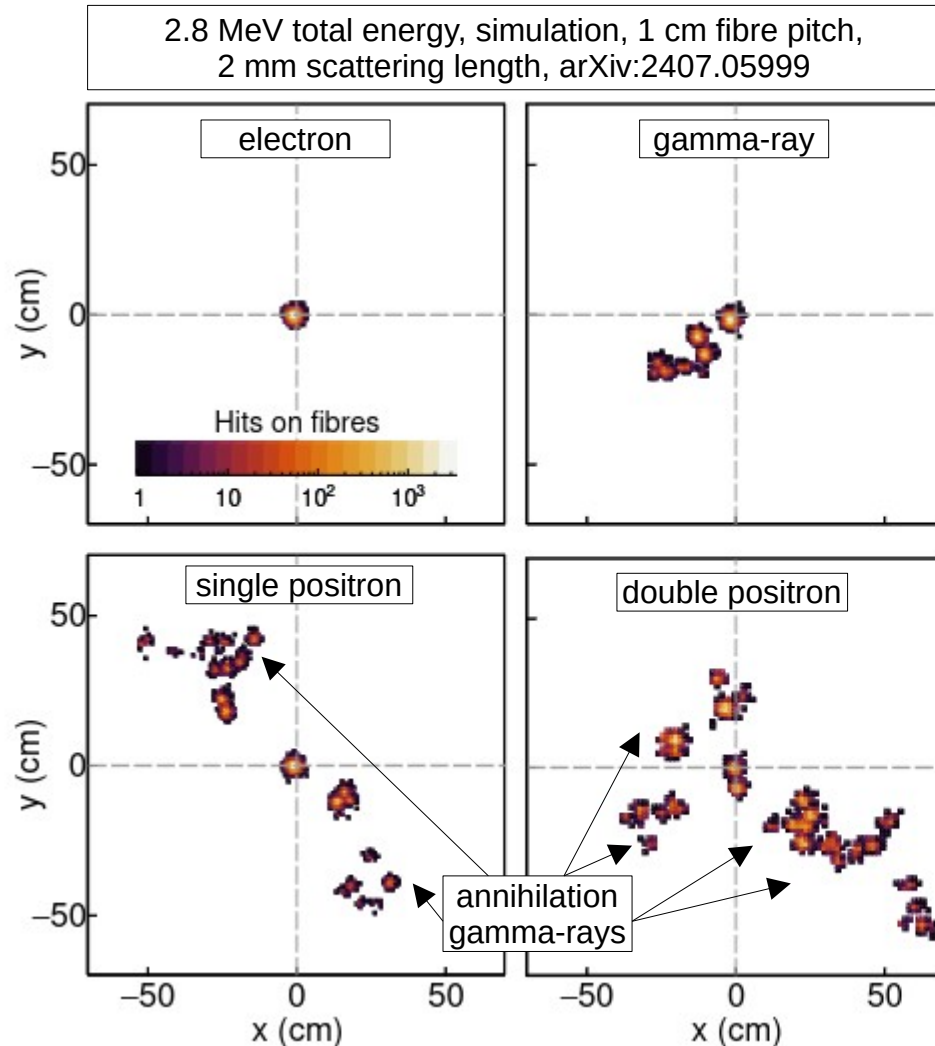 2.8 MeV total energy, simulation, 1 cm fibre pitch,
2 mm scattering length, arXiv:2407.05999
electron
gamma-ray
50
0
−50
y (cm)
Hits on fibres
1 10 10² 10³
single positron
double positron
50
0
−50
y (cm)
annihilation
gamma-rays
−50 0 50
−50 0 50
x (cm)
x (cm)